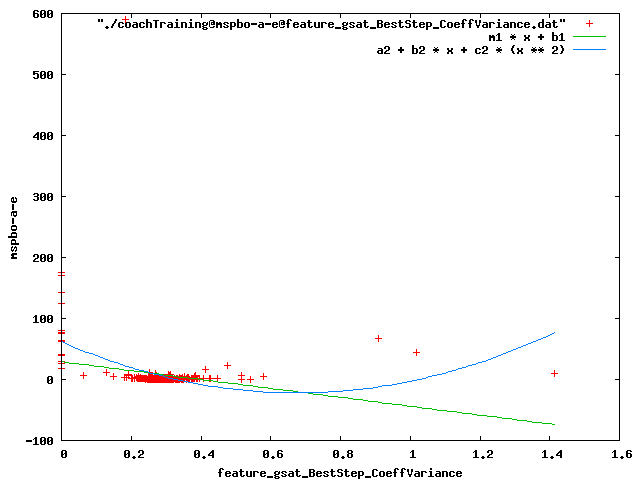 600
"./coachTraining@mspbo-a-e@feature_gsat_BestStep_CoeffVariance.dat"
m1 * x + b1
a2 + b2 * x + c2 * (x ** 2)
500
400
300
200
100
0
-100
mspbo-a-e
0 0.2 0.4 0.6 0.8 1 1.2 1.4 1.6
feature_gsat_BestStep_CoeffVariance